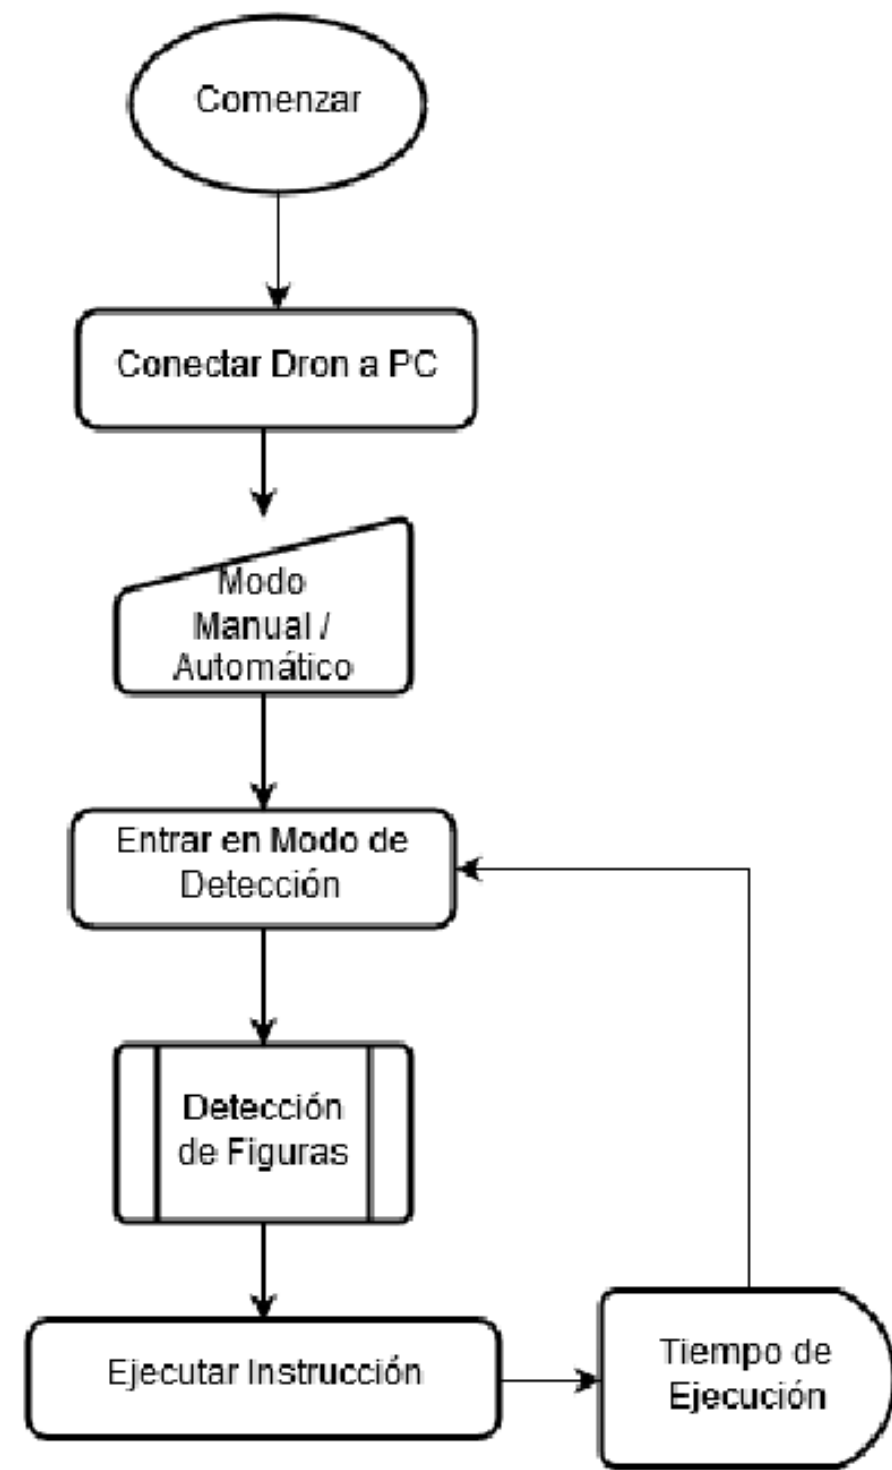 Comenzar
Conectar Dron a PC
Modo
Manual /
Automático
Entrar en Modo de
Detección
Detección
de Figuras
Ejecutar Instrucción
Tiempo de
Ejecución